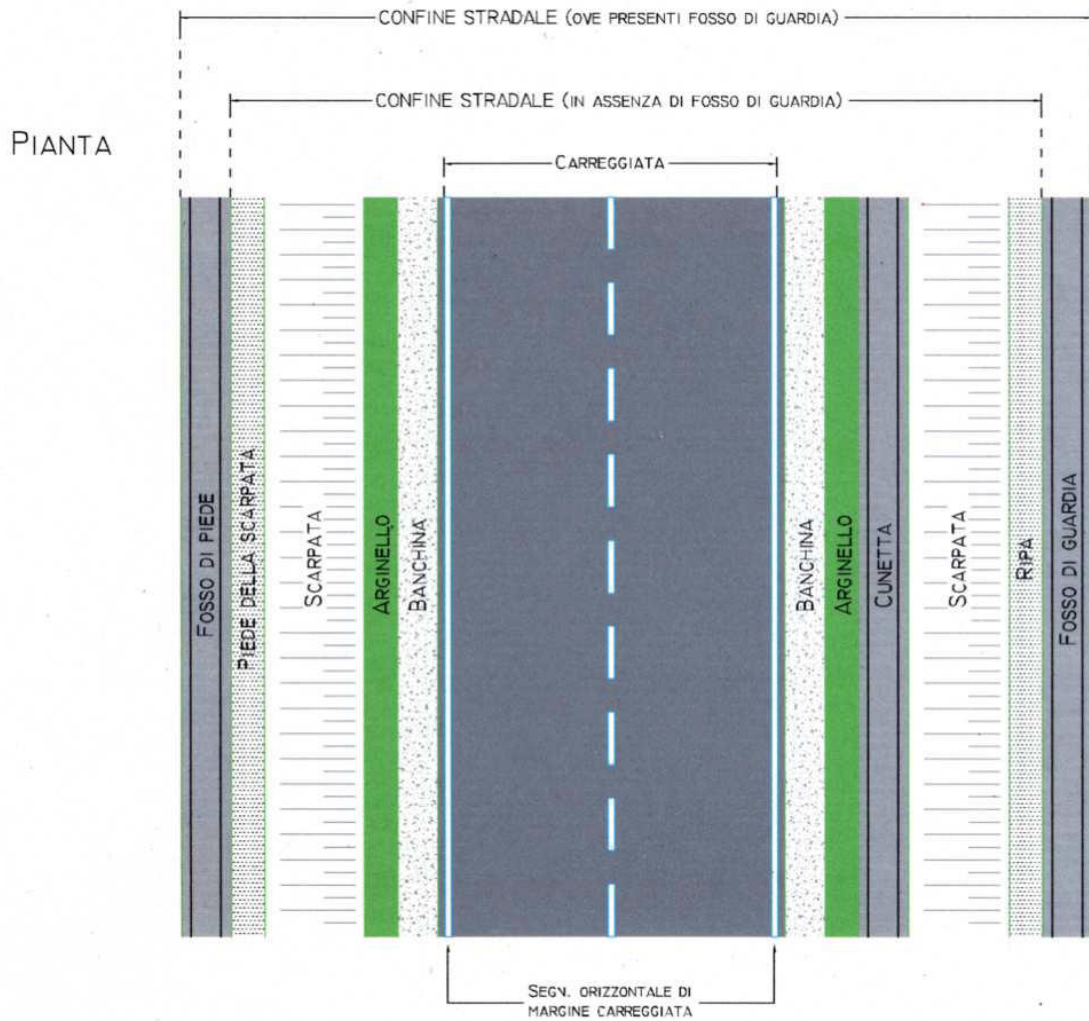 CONFINE STRADALE (OVE PRESENTI FOSSO DI GUARDIA)
CONFINE STRADALE (IN ASSENZA DI FOSSO DI GUARDIA)
PIANTA
CARREGGIATA
FOSSO DI PIEDE
PIEDE DELLA SCARPATA
SCARPATA
ARGINELLO
BANCHINA
BANCHINA
ARGINELLO
CUNETTA
SCARPATA
RIPA
FOSSO DI GUARDIA
SEGN. ORIZZONTALE DI
MARGINE CARREGGIATA